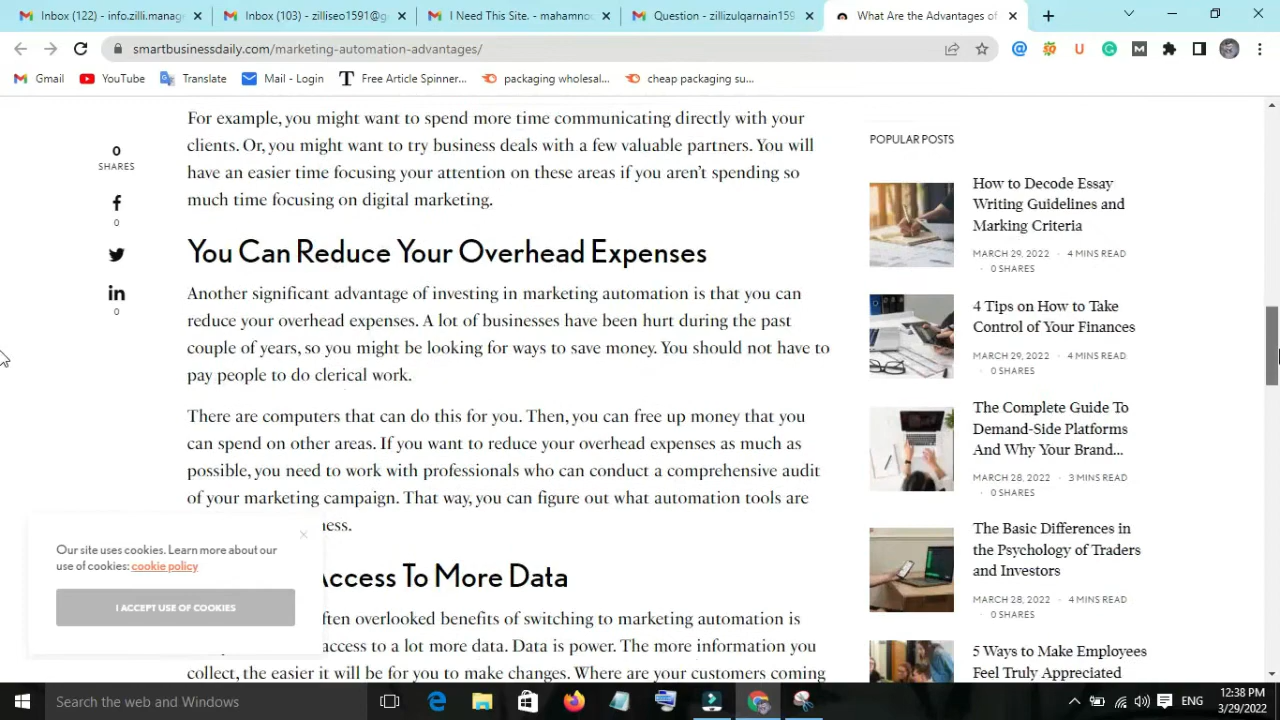 Inbox (122) - info.zilli.manage
Inbox (103) - zilliseo1591@g
I Need This Site. - mahamnoo
Question - zillizulqarnain159
What Are the Advantages of
smartbusinessdaily.com/marketing-automation-advantages/
Gmail
YouTube
Translate
Mail - Login
Free Article Spinner...
packaging wholesal...
cheap packaging su...
0
SHARES
0
0
For example, you might want to spend more time communicating directly with your
clients. Or, you might want to try business deals with a few valuable partners. You will
have an easier time focusing your attention on these areas if you aren't spending so
much time focusing on digital marketing.
You Can Reduce Your Overhead Expenses
Another significant advantage of investing in marketing automation is that you can
reduce your overhead expenses. A lot of businesses have been hurt during the past
couple of years, so you might be looking for ways to save money. You should not have to
pay people to do clerical work.
There are computers that can do this for you. Then, you can free up money that you
can spend on other areas. If you want to reduce your overhead expenses as much as
possible, you need to work with professionals who can conduct a comprehensive audit
of your marketing campaign. That way, you can figure out what automation tools are
ness.
Access To More Data
ften overlooked benefits of switching to marketing automation is
access to a lot more data. Data is power. The more information you
collect, the easier it will be for you to make changes. Where are your customers coming
Our site uses cookies. Learn more about our
use of cookies: cookie policy
I ACCEPT USE OF COOKIES
POPULAR POSTS
How to Decode Essay
Writing Guidelines and
Marking Criteria
MARCH 29, 2022 · 4 MINS READ
· 0 SHARES
4 Tips on How to Take
Control of Your Finances
MARCH 29, 2022 · 4 MINS READ
· 0 SHARES
The Complete Guide To
Demand-Side Platforms
And Why Your Brand...
MARCH 28, 2022 · 3 MINS READ
· 0 SHARES
The Basic Differences in
the Psychology of Traders
and Investors
MARCH 28, 2022 · 4 MINS READ
· 0 SHARES
5 Ways to Make Employees
Feel Truly Appreciated
Search the web and Windows
ENG
12:38 PM
3/29/2022